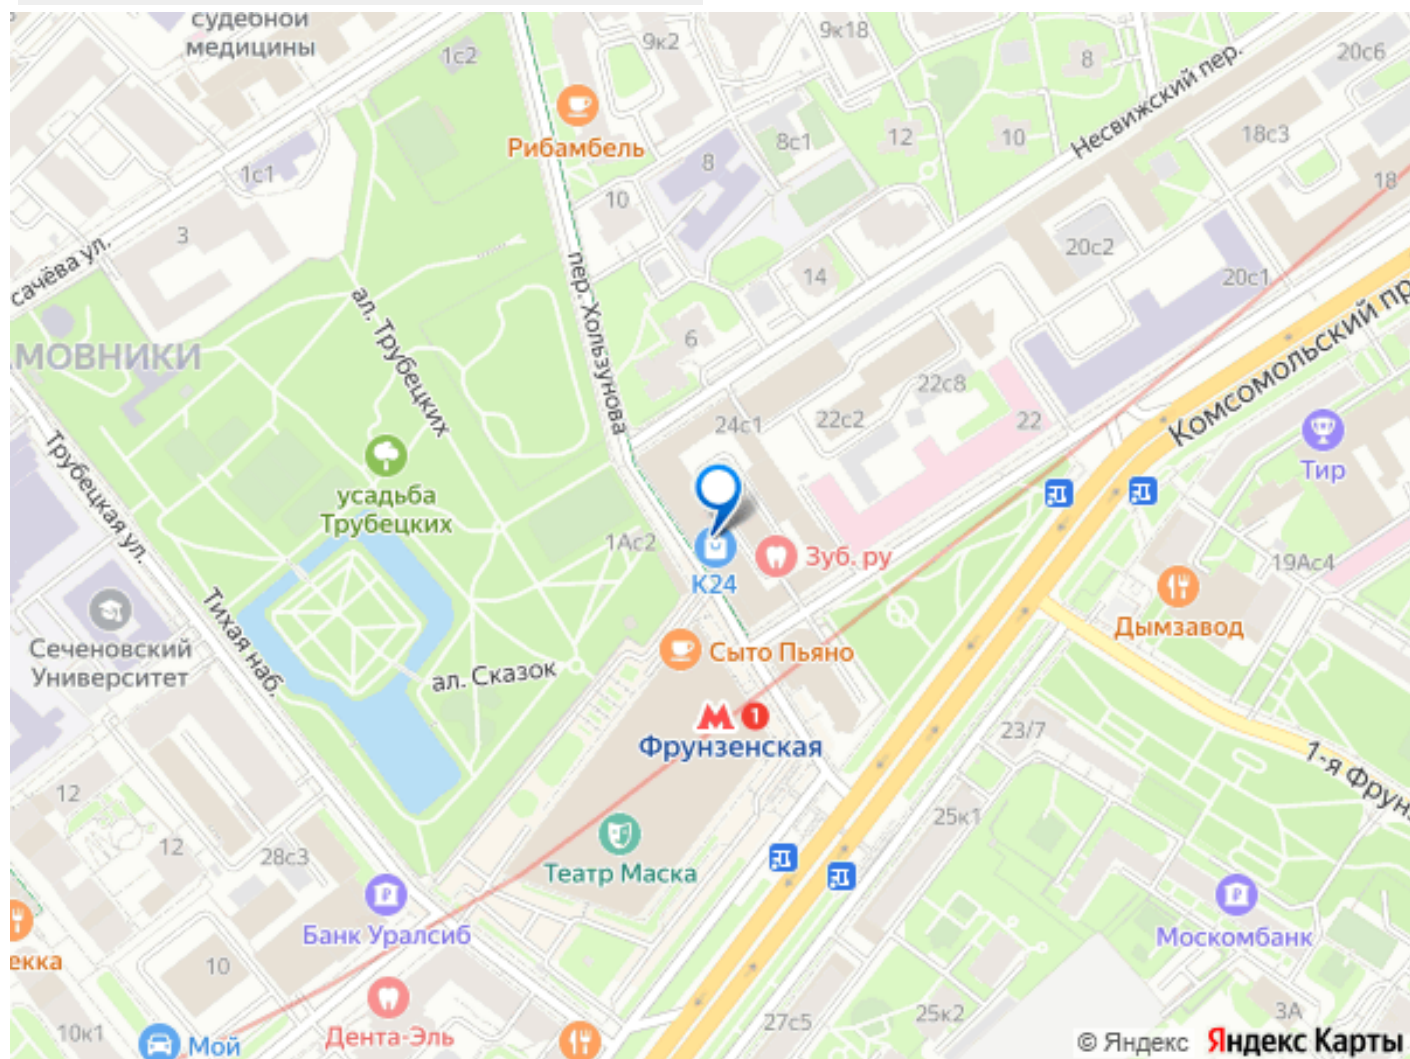 судебной
медицины
1с2
9к2
9к18
8
20с6
Рибамбель
8с1
12
10
Несвижский пер.
18с3
8
1с1
10
18
3
сачёва ул.
пер. Хользунова
14
20с2
20с1
ал. Трубецких
6
МОВНИКИ
22с8
Комсомольский пр
24с1
22с2
22
Тир
Трубецкая ул.
усадьба
Трубецких
1Ас2
К24
Зуб. ру
19Ас4
Дымзавод
Тихая наб.
Сеченовский
Университет
ал. Сказок
Сыто Пьяно
М 1
Фрунзенская
23/7
1-я Фрун
12
12
28с3
25к1
Театр Маска
Банк Уралсиб
Москомбанк
екка
10
Дента-Эль
10к1
Мой
27с5
25к2
3А
© Яндекс Яндекс Карты